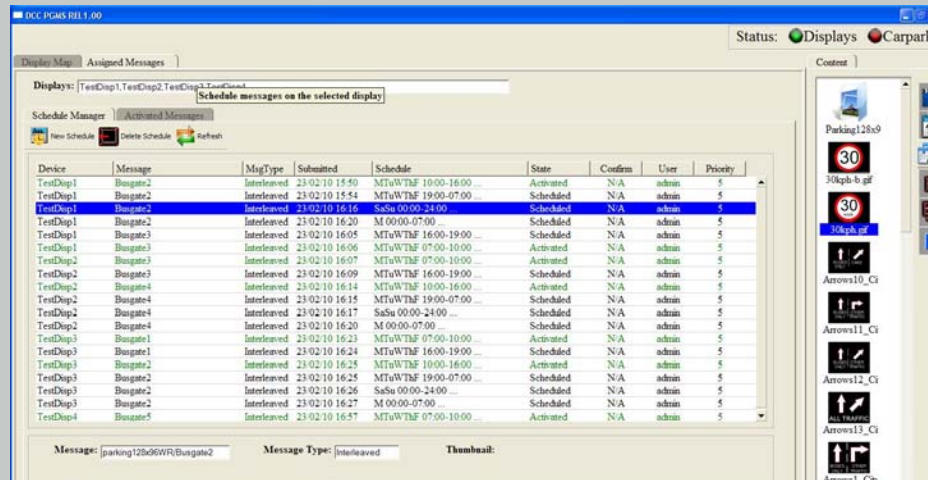 DCC PGMS REL1.00
Status: Displays Carpark
Display Map Assigned Messages Content
Displays: TestDisp1,TestDisp2,TestDisp3,TestDisp4
Schedule messages on the selected display
Schedule Manager Activated Messages
New Schedule Delete Schedule Refresh
Device Message MsgType Submitted Schedule State Confirm User Priority
TestDisp1 Busgate2 Interleaved 23/02/10 15:50 MTuWThF 10:00-16:00 ... Activated N/A admin 5
TestDisp1 Busgate2 Interleaved 23/02/10 15:54 MTuWThF 19:00-07:00 ... Scheduled N/A admin 5
TestDisp1 Busgate2 Interleaved 23/02/10 16:16 SaSu 00:00-24:00 ... Scheduled N/A admin 5
TestDisp1 Busgate2 Interleaved 23/02/10 16:20 M 00:00-07:00 ... Scheduled N/A admin 5
TestDisp1 Busgate3 Interleaved 23/02/10 16:05 MTuWThF 16:00-19:00 ... Scheduled N/A admin 5
TestDisp1 Busgate3 Interleaved 23/02/10 16:06 MTuWThF 07:00-10:00 ... Activated N/A admin 5
TestDisp2 Busgate3 Interleaved 23/02/10 16:07 MTuWThF 07:00-10:00 ... Activated N/A admin 5
TestDisp2 Busgate3 Interleaved 23/02/10 16:09 MTuWThF 16:00-19:00 ... Scheduled N/A admin 5
TestDisp2 Busgate4 Interleaved 23/02/10 16:14 MTuWThF 10:00-16:00 ... Activated N/A admin 5
TestDisp2 Busgate4 Interleaved 23/02/10 16:15 MTuWThF 19:00-07:00 ... Scheduled N/A admin 5
TestDisp2 Busgate4 Interleaved 23/02/10 16:17 SaSu 00:00-24:00 ... Scheduled N/A admin 5
TestDisp2 Busgate4 Interleaved 23/02/10 16:20 M 00:00-07:00 ... Scheduled N/A admin 5
TestDisp3 Busgate1 Interleaved 23/02/10 16:23 MTuWThF 07:00-10:00 ... Activated N/A admin 5
TestDisp3 Busgate1 Interleaved 23/02/10 16:24 MTuWThF 16:00-19:00 ... Scheduled N/A admin 5
TestDisp3 Busgate2 Interleaved 23/02/10 16:25 MTuWThF 10:00-16:00 ... Activated N/A admin 5
TestDisp3 Busgate2 Interleaved 23/02/10 16:25 MTuWThF 19:00-07:00 ... Scheduled N/A admin 5
TestDisp3 Busgate2 Interleaved 23/02/10 16:26 SaSu 00:00-24:00 ... Scheduled N/A admin 5
TestDisp3 Busgate2 Interleaved 23/02/10 16:27 M 00:00-07:00 ... Scheduled N/A admin 5
TestDisp4 Busgate5 Interleaved 23/02/10 16:57 MTuWThF 07:00-10:00 ... Activated N/A admin 5
Message: parking128x96WR/Busgate2 Message Type: Interleaved Thumbnail:
Parking128x9
30
30kph-b.gif
30
30kph.gif
Arrows10_Ci
Arrows11_Ci
Arrows12_Ci
ALL TRAFFIC
Arrows13_Ci